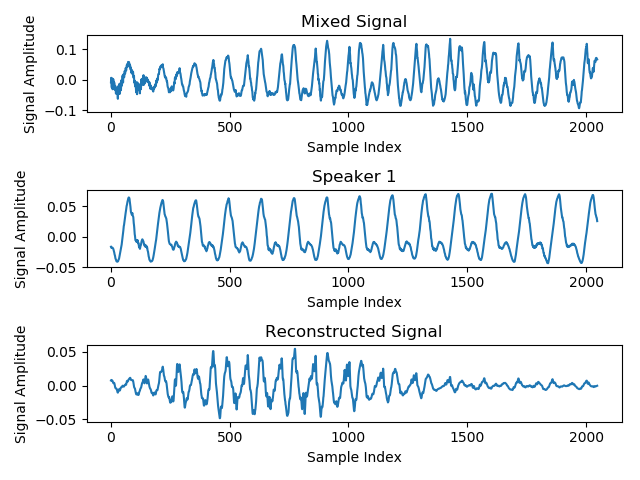 Mixed Signal
Signal Amplitude
0.1
0.0
−0.1
0 500 1000 1500 2000
Sample Index
Speaker 1
Signal Amplitude
0.05
0.00
−0.05
0 500 1000 1500 2000
Sample Index
Reconstructed Signal
Signal Amplitude
0.05
0.00
−0.05
0 500 1000 1500 2000
Sample Index